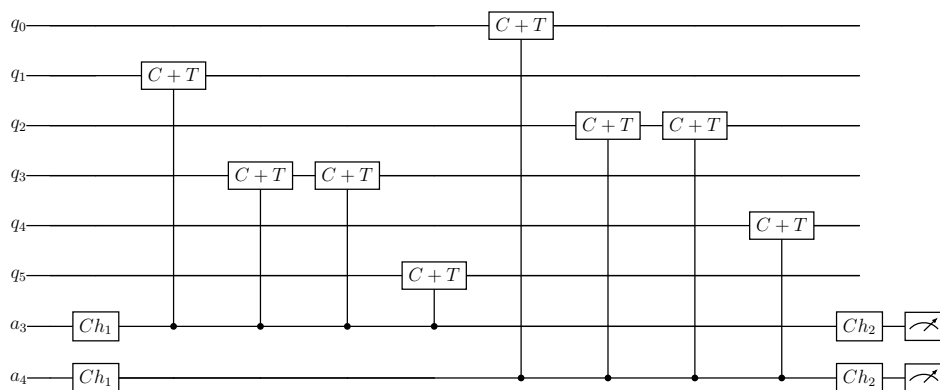 q₀ C + T
q₁ C + T
q₂ C + T C + T
q₃ C + T C + T
q₄ C + T
q₅ C + T
a₃ Ch₁ Ch₂
a₄ Ch₁ Ch₂